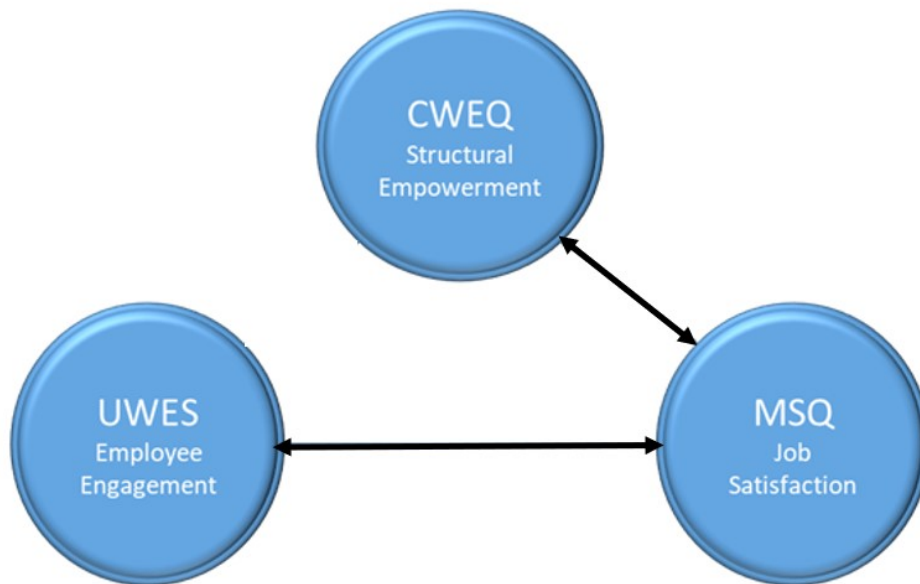 CWEQ
Structural
Empowerment
UWES
Employee
Engagement
MSQ
Job
Satisfaction